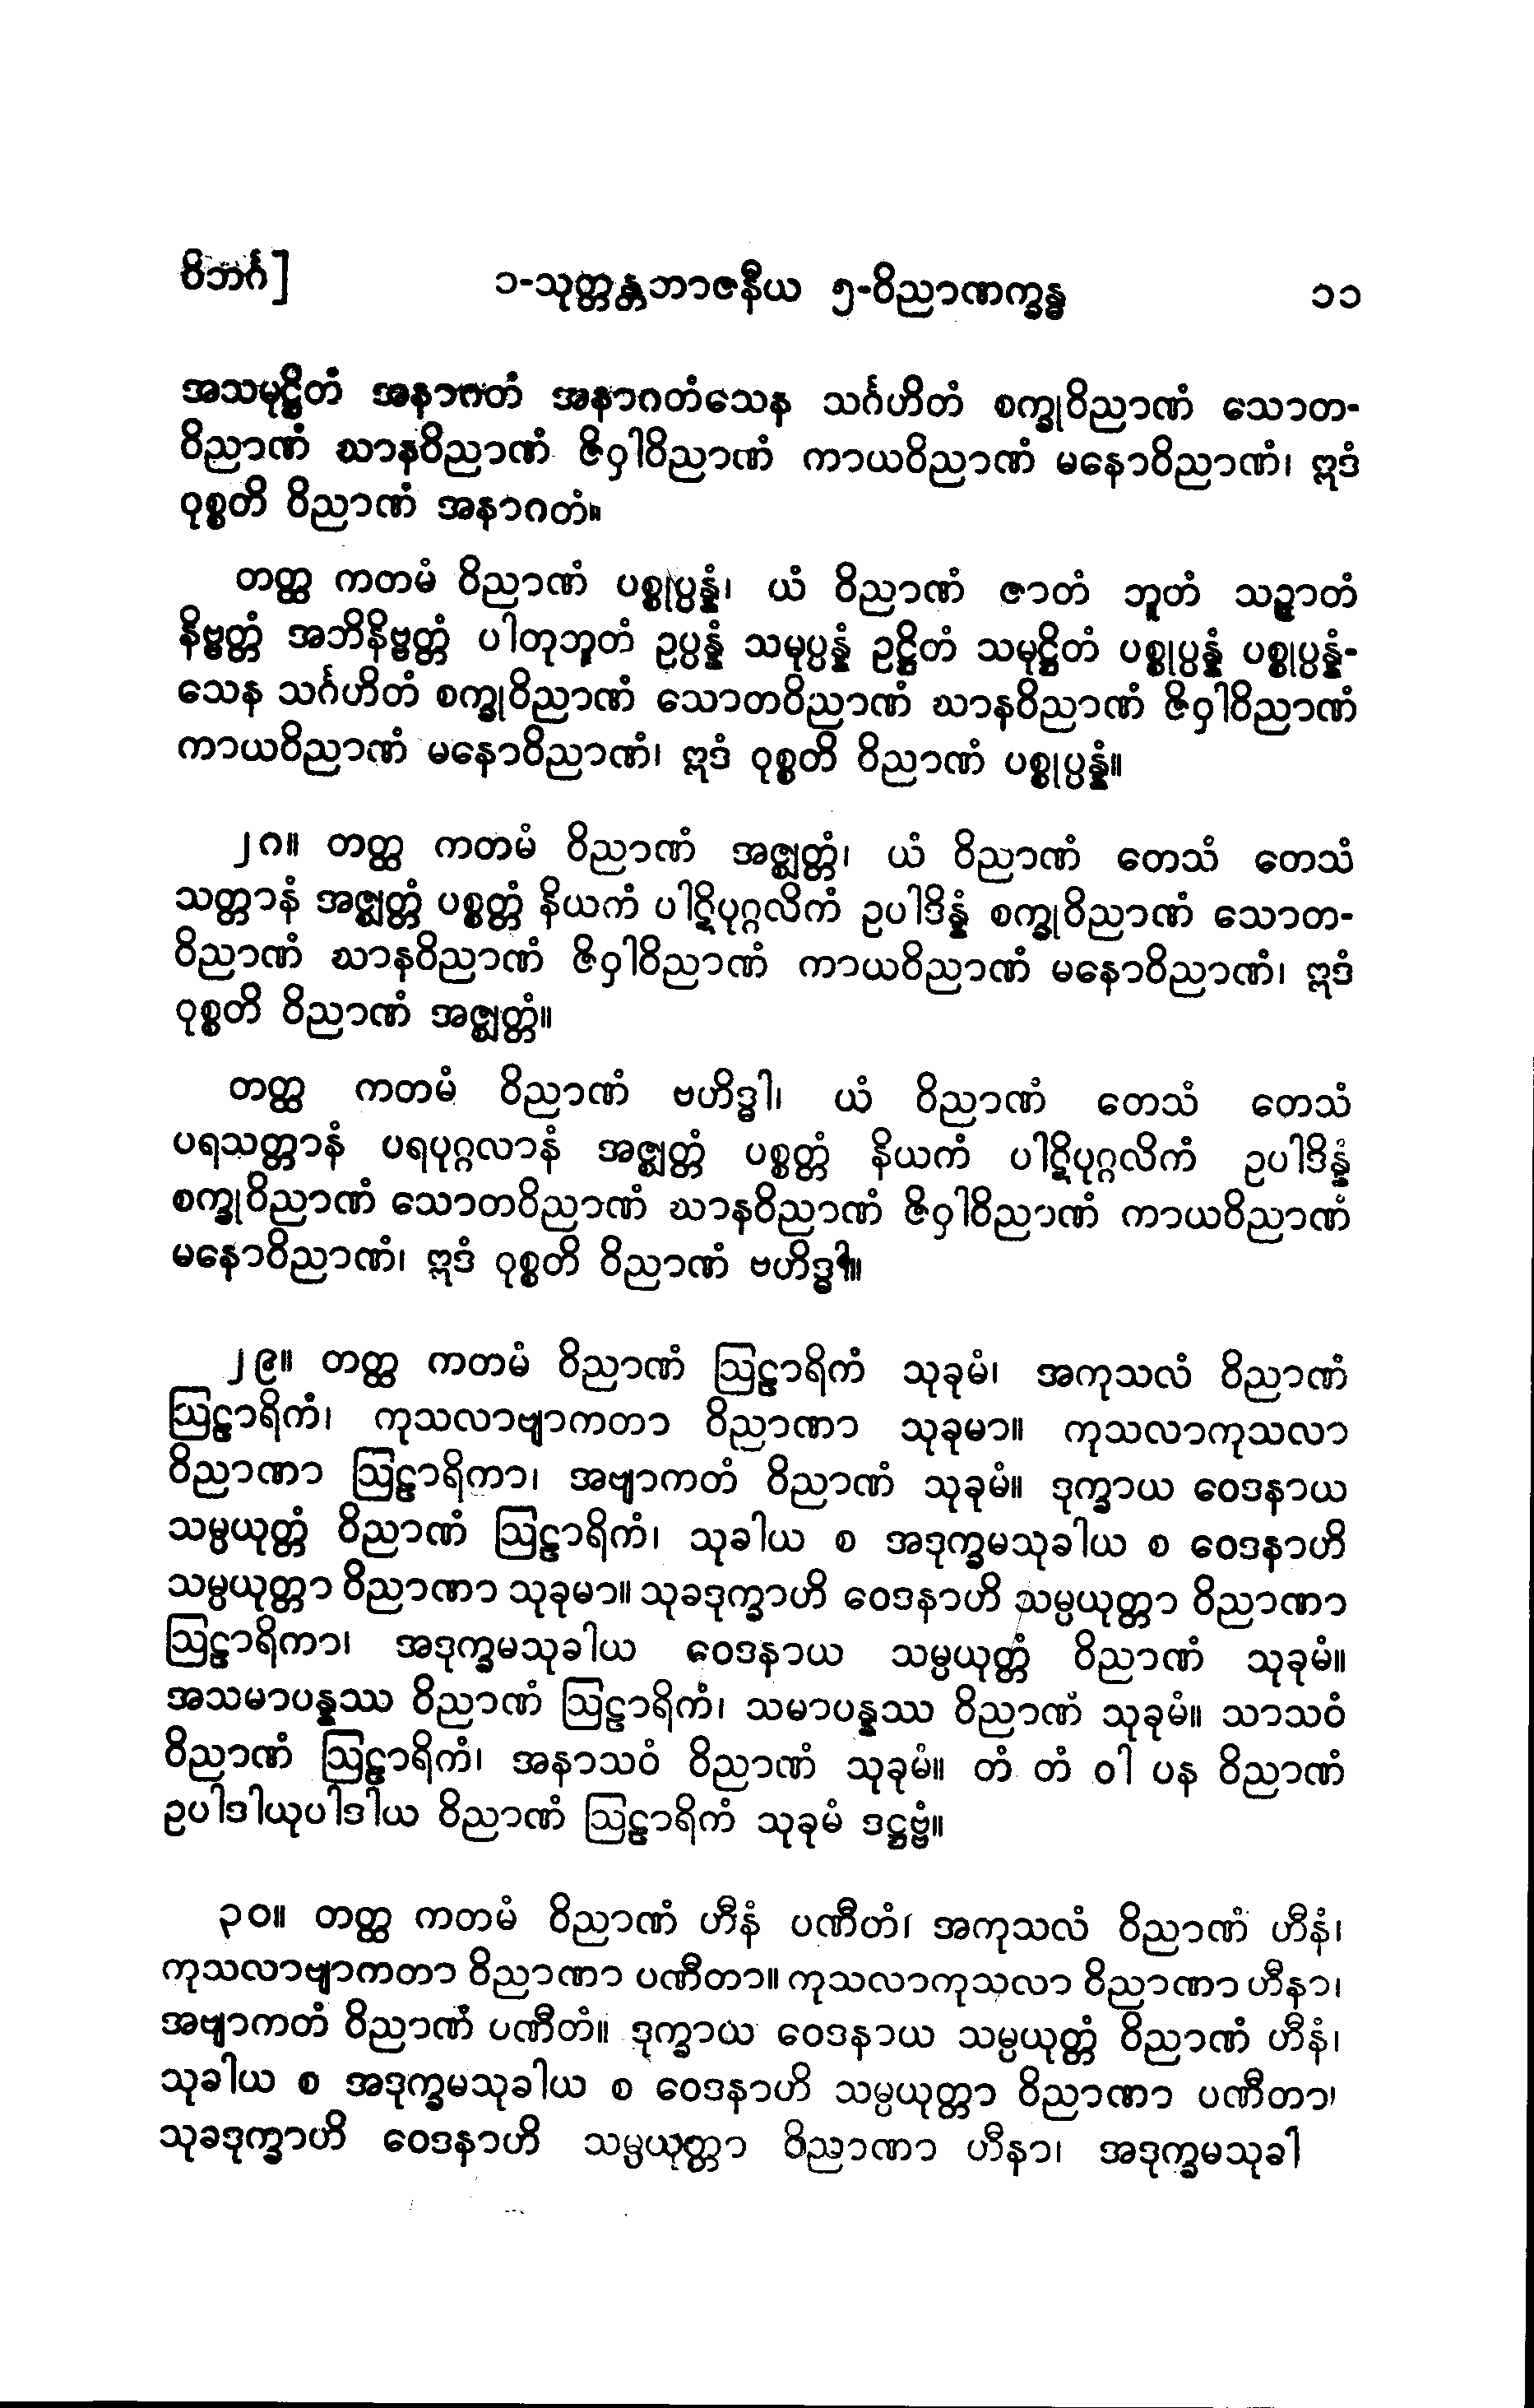 ဝိဘင်္ဂ] ၁-သုတ္တန္တဘာဇနီယ ၅-ဝိညာဏက္ခန္ဓ ၁၁
အသမုဋ္ဌိတံ အနာဂတံ အနာဂတံသေန သင်္ဂဟိတံ စက္ခုဝိညာဏံ သောတ-
ဝိညာဏံ ဃာနဝိညာဏံ ဇိဝှါဝိညာဏံ ကာယဝိညာဏံ မနောဝိညာဏံ၊ ဣဒံ
ဝုစ္စတိ ဝိညာဏံ အနာဂတံ။
တတ္ထ ကတမံ ဝိညာဏံ ပစ္စုပ္ပန္နံ၊ ယံ ဝိညာဏံ ဇာတံ ဘူတံ သဉ္ဇာတံ
နိဗ္ဗတ္တံ အဘိနိဗ္ဗတ္တံ ပါတုဘူတံ ဥပ္ပန္နံ သမုပ္ပန္နံ ဥဋ္ဌိတံ သမုဋ္ဌိတံ ပစ္စုပ္ပန္နံ ပစ္စုပ္ပန္နံ-
သေန သင်္ဂဟိတံ စက္ခုဝိညာဏံ သောတဝိညာဏံ ဃာနဝိညာဏံ ဇိဝှါဝိညာဏံ
ကာယဝိညာဏံ မနောဝိညာဏံ၊ ဣဒံ ဝုစ္စတိ ဝိညာဏံ ပစ္စုပ္ပန္နံ။
၂၈။ တတ္ထ ကတမံ ဝိညာဏံ အဇ္ဈတ္တံ၊ ယံ ဝိညာဏံ တေသံ တေသံ
သတ္တာနံ အဇ္ဈတ္တံ ပစ္စတ္တံ နိယကံ ပါဋိပုဂ္ဂလိကံ ဥပါဒိန္နံ စက္ခုဝိညာဏံ သောတ-
ဝိညာဏံ ဃာနဝိညာဏံ ဇိဝှါဝိညာဏံ ကာယဝိညာဏံ မနောဝိညာဏံ၊ ဣဒံ
ဝုစ္စတိ ဝိညာဏံ အဇ္ဈတ္တံ။
တတ္ထ ကတမံ ဝိညာဏံ ဗဟိဒ္ဓါ၊ ယံ ဝိညာဏံ တေသံ တေသံ
ပရသတ္တာနံ ပရပုဂ္ဂလာနံ အဇ္ဈတ္တံ ပစ္စတ္တံ နိယကံ ပါဋိပုဂ္ဂလိကံ ဥပါဒိန္နံ
စက္ခုဝိညာဏံ သောတဝိညာဏံ ဃာနဝိညာဏံ ဇိဝှါဝိညာဏံ ကာယဝိညာဏံ
မနောဝိညာဏံ၊ ဣဒံ ဝုစ္စတိ ဝိညာဏံ ဗဟိဒ္ဓါ။
၂၉။ တတ္ထ ကတမံ ဝိညာဏံ ဩဠာရိကံ သုခုမံ၊ အကုသလံ ဝိညာဏံ
ဩဠာရိကံ၊ ကုသလာဗျာကတာ ဝိညာဏာ သုခုမာ။ ကုသလာကုသလာ
ဝိညာဏာ ဩဠာရိကာ၊ အဗျာကတံ ဝိညာဏံ သုခုမံ။ ဒုက္ခာယ ဝေဒနာယ
သမ္ပယုတ္တံ ဝိညာဏံ ဩဠာရိကံ၊ သုခါယ စ အဒုက္ခမသုခါယ စ ဝေဒနာဟိ
သမ္ပယုတ္တာ ဝိညာဏာ သုခုမာ။ သုခဒုက္ခာဟိ ဝေဒနာဟိ သမ္ပယုတ္တာ ဝိညာဏာ
ဩဠာရိကာ၊ အဒုက္ခမသုခါယ ဝေဒနာယ သမ္ပယုတ္တံ ဝိညာဏံ သုခုမံ။
အသမာပန္နဿ ဝိညာဏံ ဩဠာရိကံ၊ သမာပန္နဿ ဝိညာဏံ သုခုမံ။ သာသဝံ
ဝိညာဏံ ဩဠာရိကံ၊ အနာသဝံ ဝိညာဏံ သုခုမံ။ တံ တံ ဝါ ပန ဝိညာဏံ
ဥပါဒါယုပါဒါယ ဝိညာဏံ ဩဠာရိကံ သုခုမံ ဒဋ္ဌဗ္ဗံ။
၃၀။ တတ္ထ ကတမံ ဝိညာဏံ ဟီနံ ပဏီတံ၊ အကုသလံ ဝိညာဏံ ဟီနံ၊
ကုသလာဗျာကတာ ဝိညာဏာ ပဏီတာ။ ကုသလာကုသလာ ဝိညာဏာ ဟီနာ၊
အဗျာကတံ ဝိညာဏံ ပဏီတံ။ ဒုက္ခာယ ဝေဒနာယ သမ္ပယုတ္တံ ဝိညာဏံ ဟီနံ၊
သုခါယ စ အဒုက္ခမသုခါယ စ ဝေဒနာဟိ သမ္ပယုတ္တာ ဝိညာဏာ ပဏီတာ၊
သုခဒုက္ခာဟိ ဝေဒနာဟိ သမ္ပယုတ္တာ ဝိညာဏာ ဟီနာ၊ အဒုက္ခမသုခါ